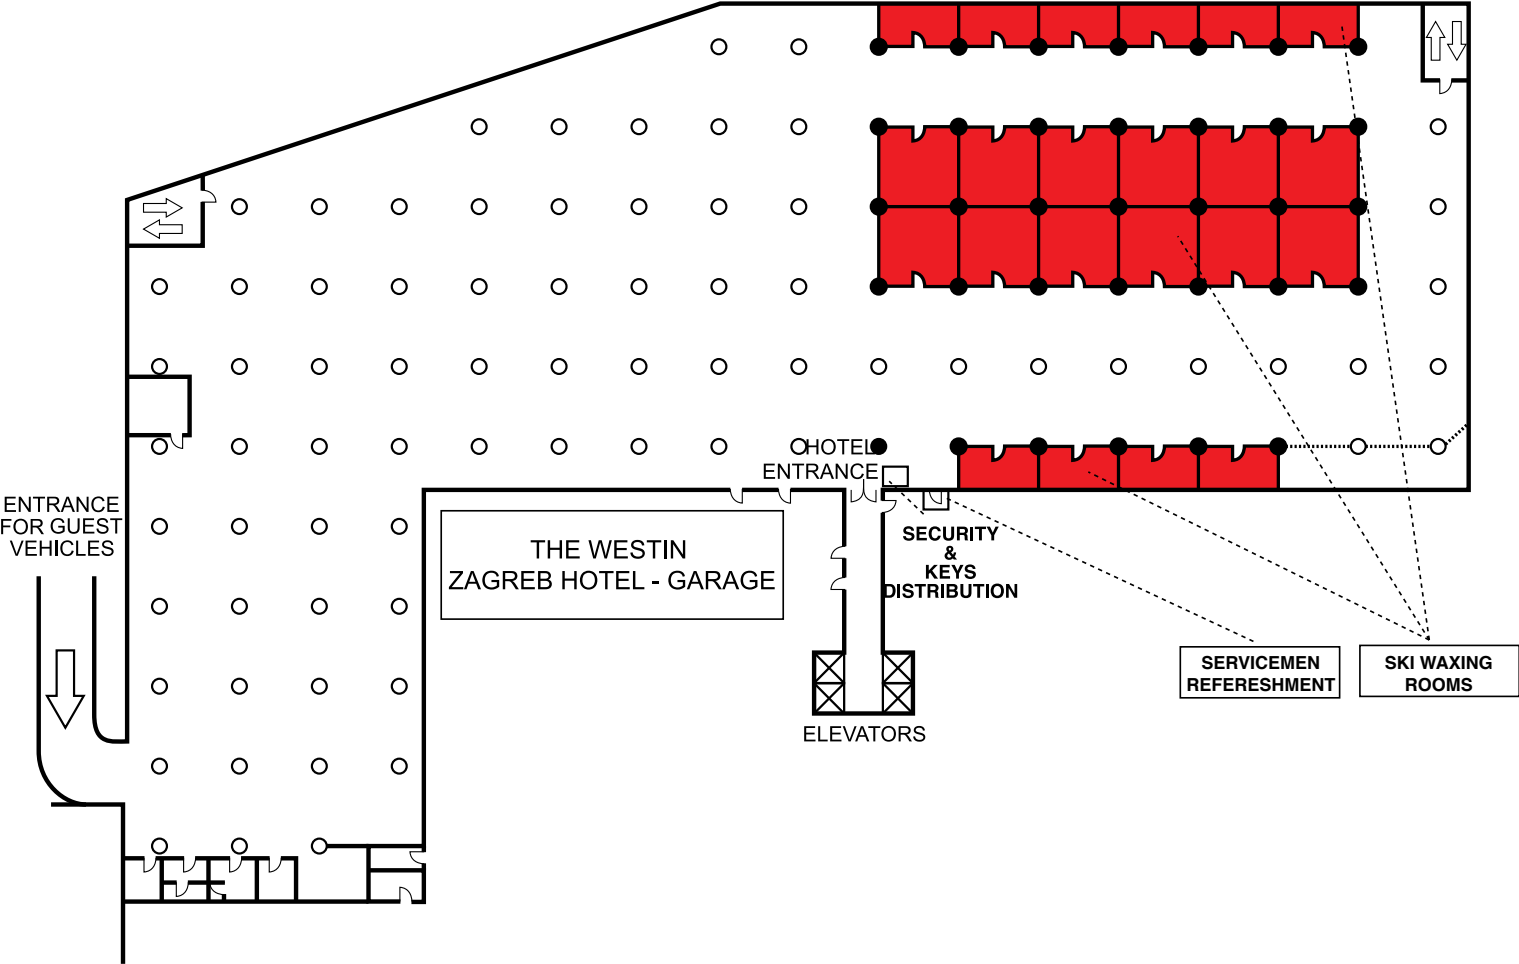 HOTEL
ENTRANCE
ENTRANCE
FOR GUEST
VEHICLES
THE WESTIN
ZAGREB HOTEL - GARAGE
SECURITY
&
KEYS
DISTRIBUTION
SERVICEMEN
REFERESHMENT
SKI WAXING
ROOMS
ELEVATORS